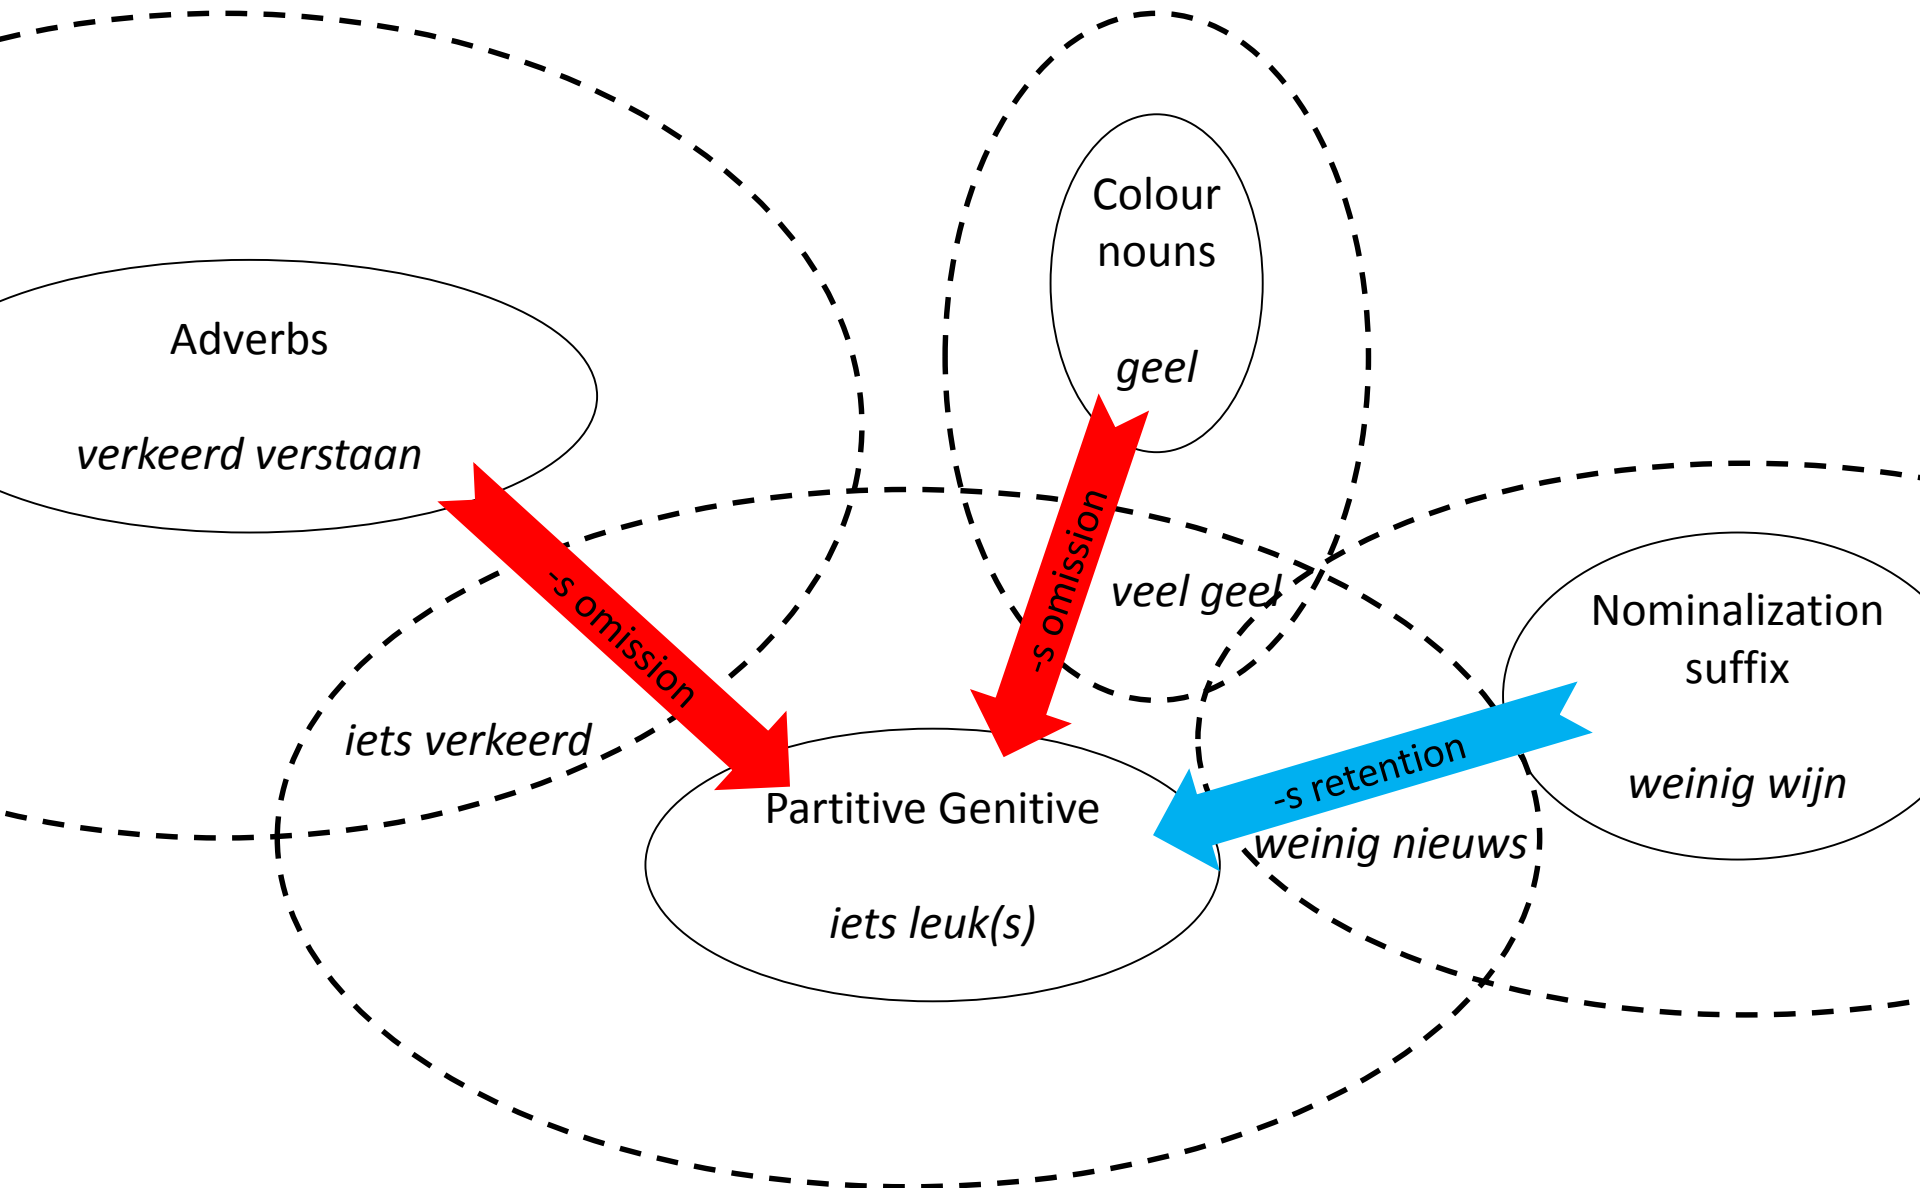 Colour
nouns
geel
Adverbs
verkeerd verstaan
-s omission
-s omission
veel geel
Nominalization
suffix
weinig wijn
iets verkeerd
-s retention
weinig nieuws
Partitive Genitive
iets leuk(s)